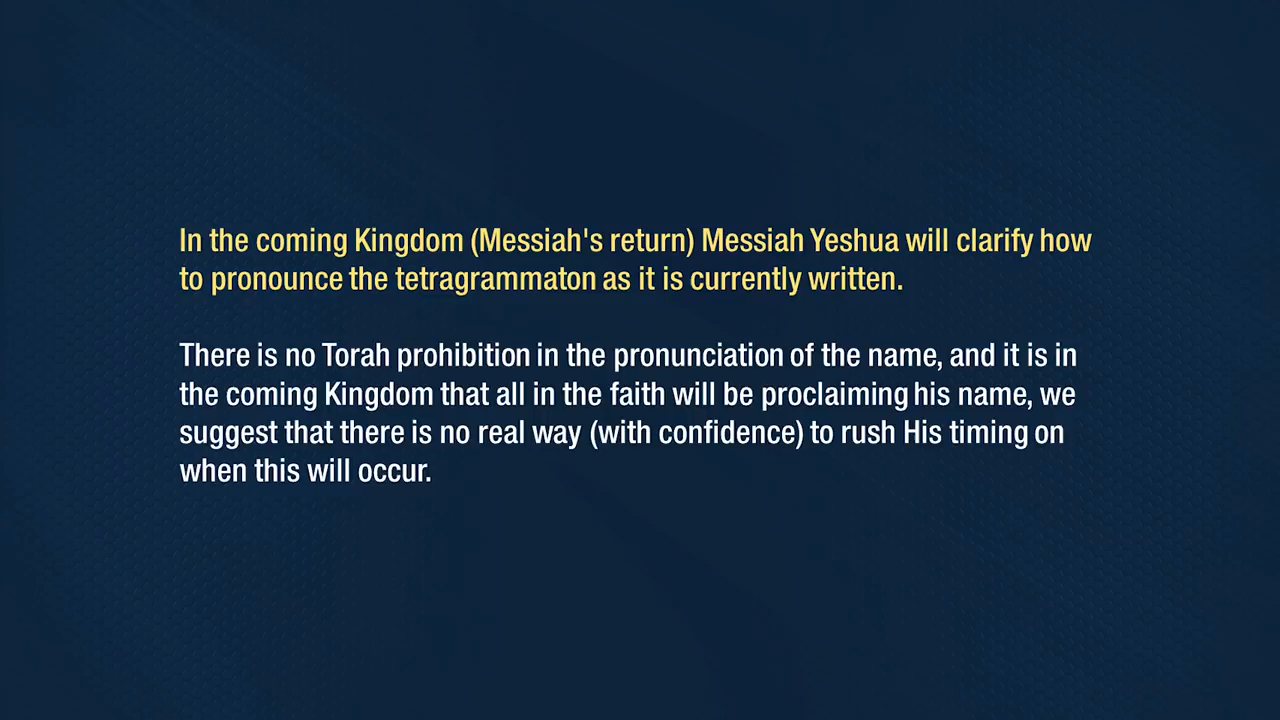 In the coming Kingdom (Messiah's return) Messiah Yeshua will clarify how
to pronounce the tetragrammaton as it is currently written.
There is no Torah prohibition in the pronunciation of the name, and it is in
the coming Kingdom that all in the faith will be proclaiming his name, we
suggest that there is no real way (with confidence) to rush His timing on
when this will occur.